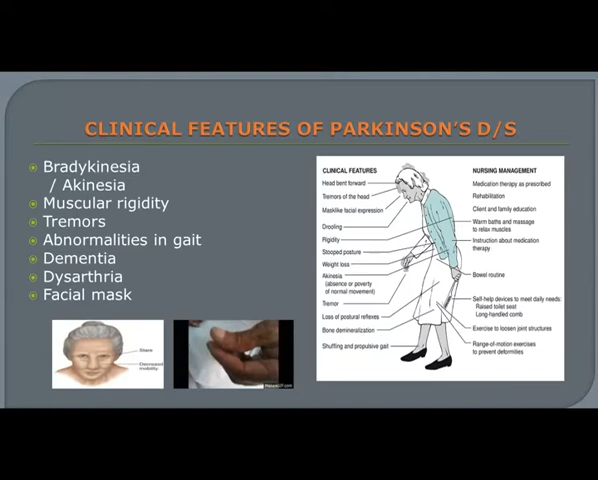 CLINICAL FEATURES OF PARKINSON'S D/S
Bradykinesia
/ Akinesia
Muscular rigidity
Tremors
Abnormalities in gait
Dementia
Dysarthria
Facial mask
Stare
Decreased
mobility
CLINICAL FEATURES
Head bent forward
Tremors of the head
Masklike facial expression
Drooling
Rigidity
Stooped posture
Weight loss
Akinesia
(absence or poverty
of normal movement)
Tremor
Loss of postural reflexes
Bone demineralization
Shuffling and propulsive gait
NURSING MANAGEMENT
Medication therapy as prescribed
Rehabilitation
Client and family education
Warm baths and massage
to relax muscles
Instruction about medication
therapy
Bowel routine
Self-help devices to meet daily needs:
Raised toilet seat
Long-handled comb
Exercise to loosen joint structures
Range-of-motion exercises
to prevent deformities